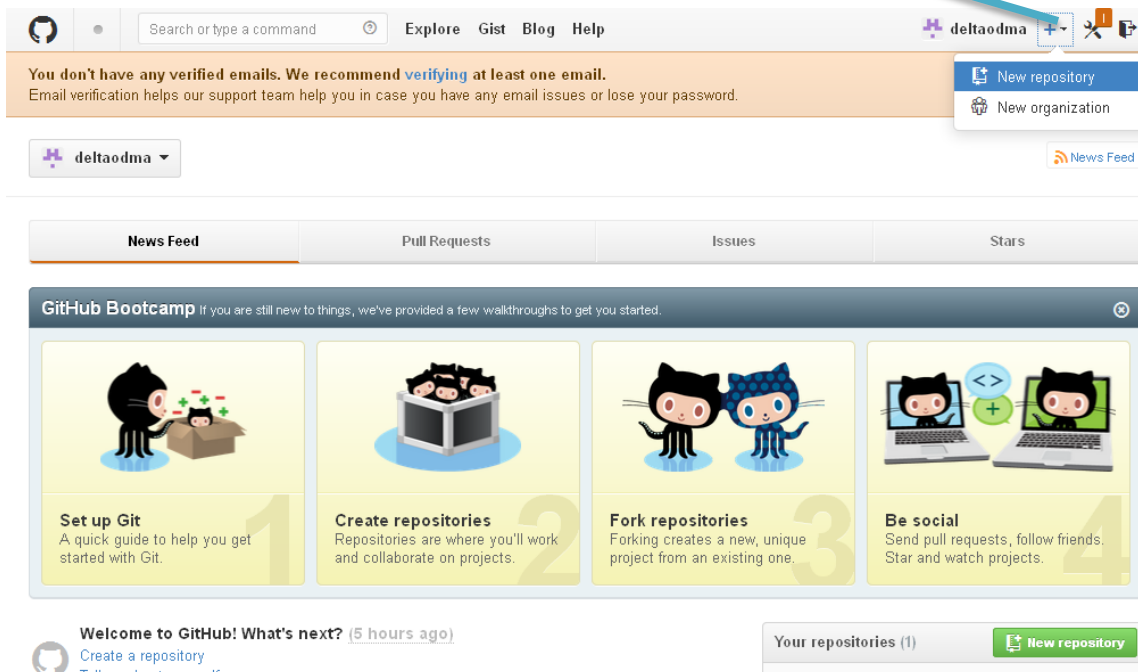 Search or type a command
Explore Gist Blog Help
deltaodma
You don't have any verified emails. We recommend verifying at least one email.
Email verification helps our support team help you in case you have any email issues or lose your password.
New repository
New organization
deltaodma
News Feed
News Feed
Pull Requests
Issues
Stars
GitHub Bootcamp If you are still new to things, we've provided a few walkthroughs to get you started.
1
Set up Git
A quick guide to help you get
started with Git.
2
Create repositories
Repositories are where you'll work
and collaborate on projects.
3
Fork repositories
Forking creates a new, unique
project from an existing one.
4
Be social
Send pull requests, follow friends.
Star and watch projects.
Welcome to GitHub! What's next? (5 hours ago)
Create a repository
Your repositories (1)
New repository